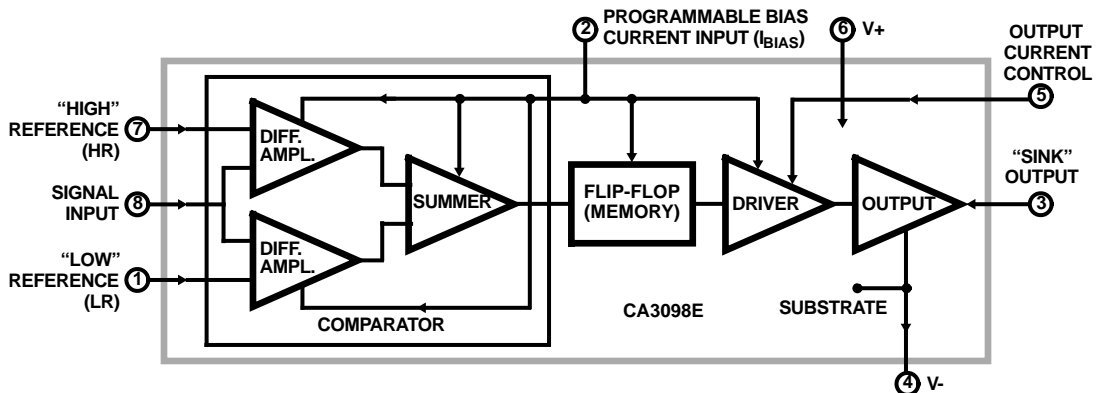 PROGRAMMABLE BIAS
CURRENT INPUT (IBIAS)
2
6
V+
OUTPUT
CURRENT
CONTROL
5
“HIGH”
REFERENCE
(HR)
7
DIFF.
AMPL.
SIGNAL
INPUT
8
SUMMER
FLIP-FLOP
(MEMORY)
DRIVER
OUTPUT
“SINK”
OUTPUT
3
“LOW”
REFERENCE
(LR)
1
DIFF.
AMPL.
COMPARATOR
CA3098E
SUBSTRATE
4
V-